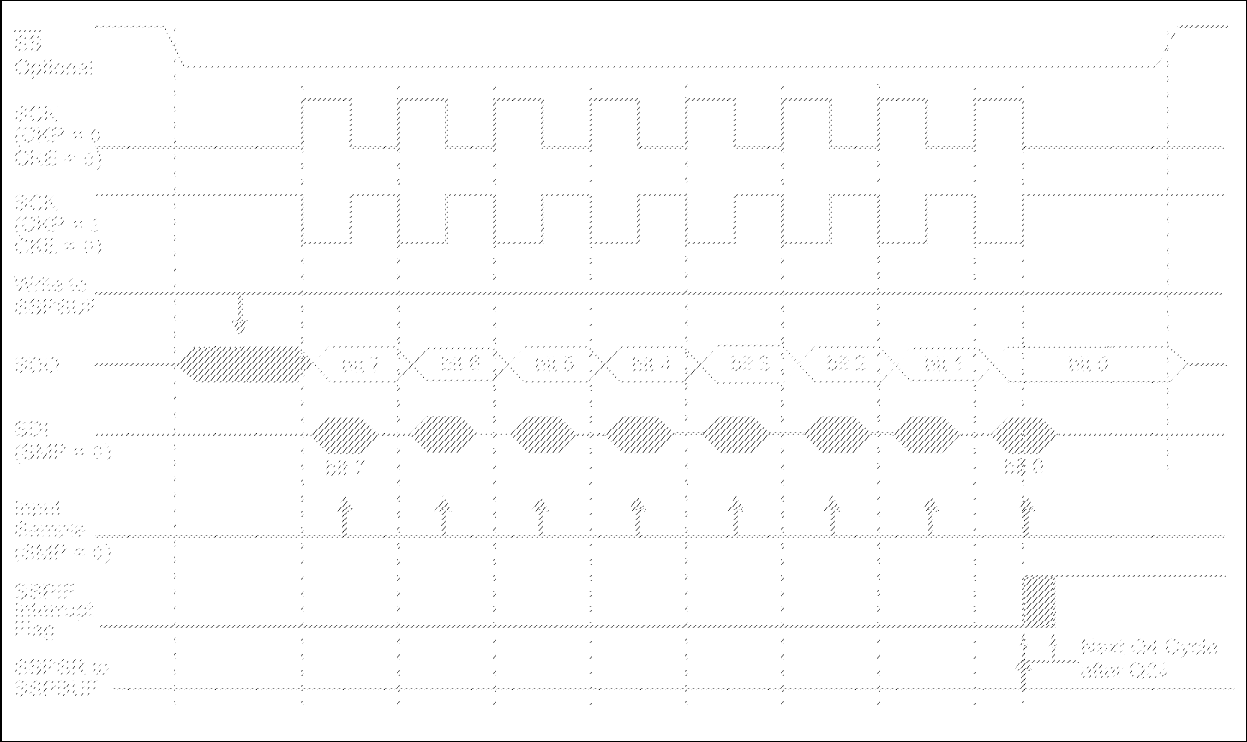 SS
Optional
SCK
(CKP = 0
CKE = 0)
SCK
(CKP = 1
CKE = 0)
Write to
SSPBUF
SDO
bit 7
bit 6
bit 5
bit 4
bit 3
bit 2
bit 1
bit 0
SDI
(SMP = 0)
bit 7
bit 0
Input
Sample
(SMP = 0)
SSPIF
Interrupt
Flag
Next Q4 Cycle
after Q2↓
SSPSR to
SSPBUF